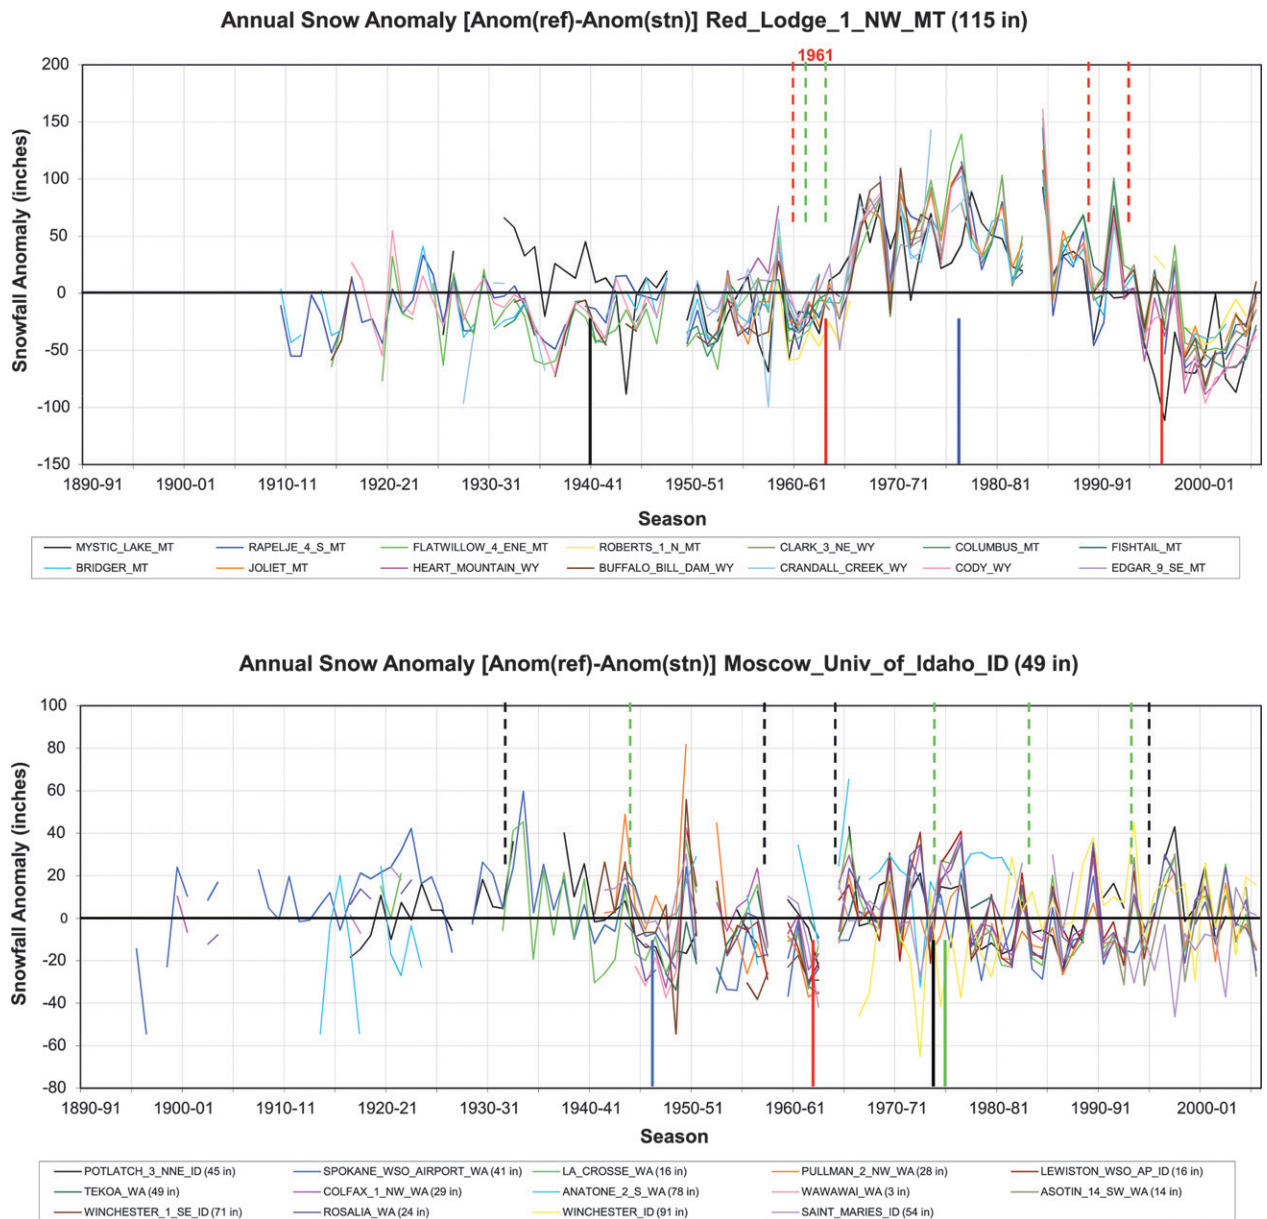 Annual Snow Anomaly [Anom(ref)-Anom(stn)] Red_Lodge_1_NW_MT (115 in)
1961
200
150
100
50
0
-50
-100
-150
Snowfall Anomaly (inches)
1890-91 1900-01 1910-11 1920-21 1930-31 1940-41 1950-51 1960-61 1970-71 1980-81 1990-91 2000-01
Season
MYSTIC_LAKE_MT RAPELJE_4_S_MT FLATWILLOW_4_ENE_MT ROBERTS_1_N_MT CLARK_3_NE_WY COLUMBUS_MT FISHTAIL_MT
BRIDGER_MT JOLIET_MT HEART_MOUNTAIN_WY BUFFALO_BILL_DAM_WY CRANDALL_CREEK_WY CODY_WY EDGAR_9_SE_MT
Annual Snow Anomaly [Anom(ref)-Anom(stn)] Moscow_Univ_of_Idaho_ID (49 in)
100
80
60
40
20
0
-20
-40
-60
-80
Snowfall Anomaly (inches)
1890-91 1900-01 1910-11 1920-21 1930-31 1940-41 1950-51 1960-61 1970-71 1980-81 1990-91 2000-01
Season
POTLATCH_3_NNE_ID (45 in) SPOKANE_WSO_AIRPORT_WA (41 in) LA_CROSSE_WA (16 in) PULLMAN_2_NW_WA (28 in) LEWISTON_WSO_AP_ID (16 in)
TEKOA_WA (49 in) COLFAX_1_NW_WA (29 in) ANATONE_2_S_WA (78 in) WAWAWAI_WA (3 in) ASOTIN_14_SW_WA (14 in)
WINCHESTER_1_SE_ID (71 in) ROSALIA_WA (24 in) WINCHESTER_ID (91 in) SAINT_MARIES_ID (54 in)